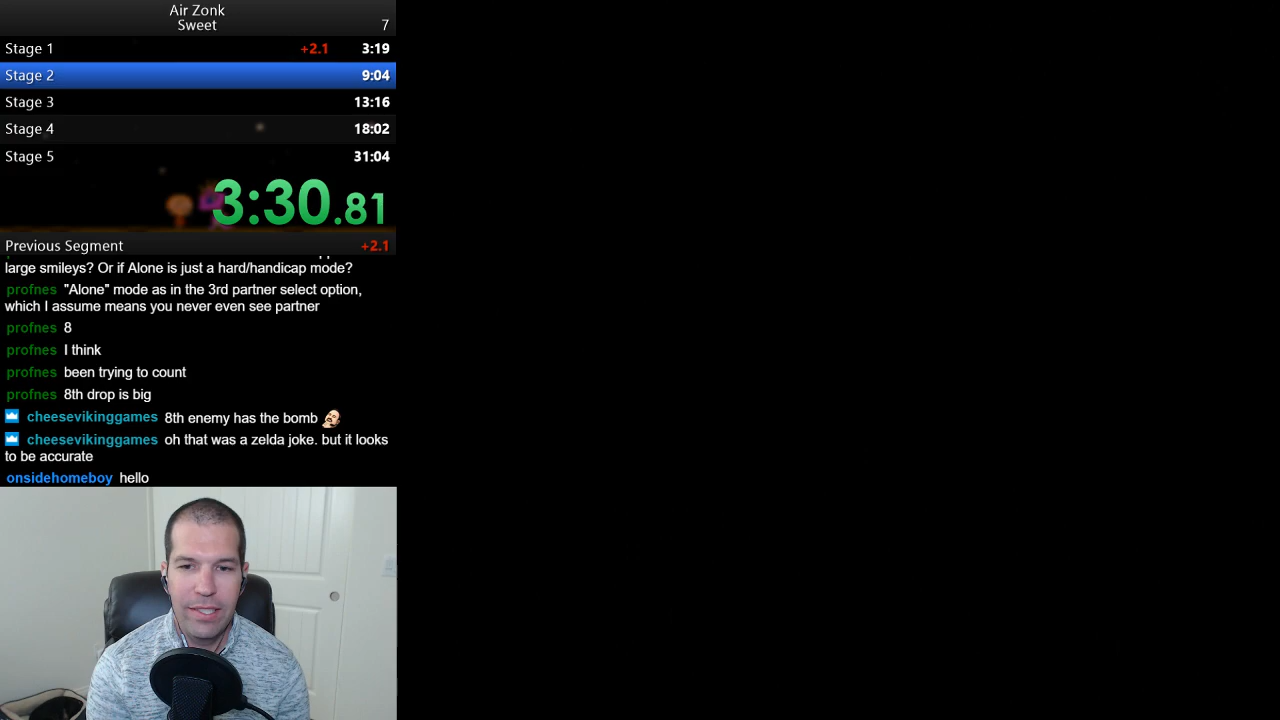 Air Zonk
Sweet 7
Stage 1 +2.1 3:19
Stage 2 9:04
Stage 3 13:16
Stage 4 18:02
Stage 5 31:04
3:30.81
Previous Segment +2.1
large smileys? Or if Alone is just a hard/handicap mode?
profnes "Alone" mode as in the 3rd partner select option,
which I assume means you never even see partner
profnes 8
profnes I think
profnes been trying to count
profnes 8th drop is big
cheesevikinggames 8th enemy has the bomb
cheesevikinggames oh that was a zelda joke. but it looks
to be accurate
onsidehomeboy hello